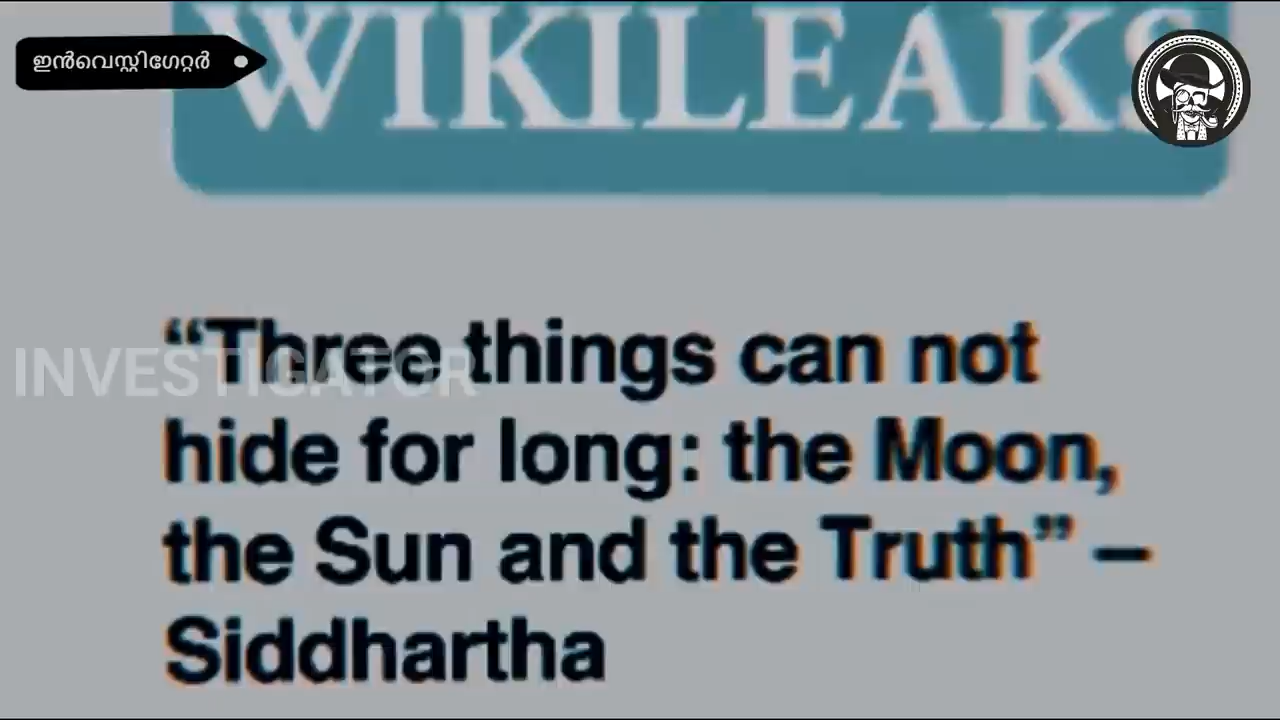 WIKILEAKS
ഇൻവെസ്റ്റിഗേറ്റർ
INVESTIGATOR
“Three things can not
hide for long: the Moon,
the Sun and the Truth” –
Siddhartha